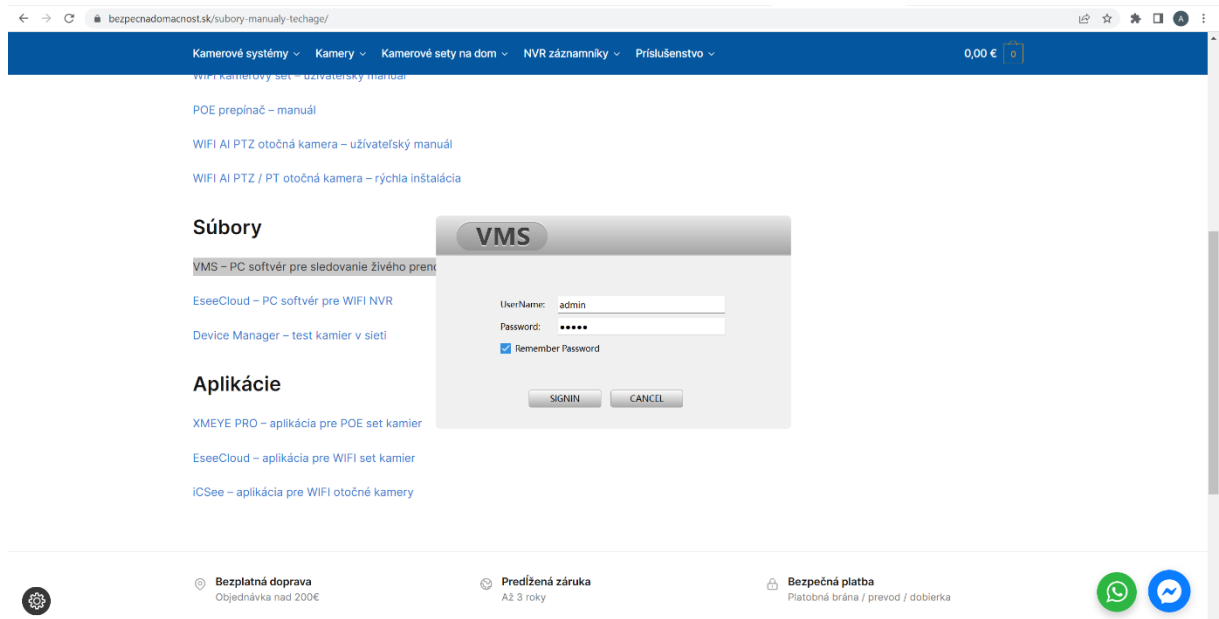 bezpecnadomacnost.sk/subory-manualy-techage/
A
Kamerové systémy Kamery Kamerové sety na dom NVR záznamníky Príslušenstvo 0,00 € 0
WIFI kamerový set – užívateľský manuál
POE prepínač – manuál
WIFI AI PTZ otočná kamera – užívateľský manuál
WIFI AI PTZ / PT otočná kamera – rýchla inštalácia
Súbory
VMS – PC softvér pre sledovanie živého
EseeCloud – PC softvér pre WIFI NVR
Device Manager – test kamier v sieti
Aplikácie
XMEYE PRO – aplikácia pre POE set kamier
EseeCloud – aplikácia pre WIFI set kamier
iCSee – aplikácia pre WIFI otočné kamery
VMS
UserName: admin
Password: •••••
Remember Password
SIGNIN CANCEL
Bezplatná doprava
Objednávka nad 200€
Predĺžená záruka
Až 3 roky
Bezpečná platba
Platobná brána / prevod / dobierka